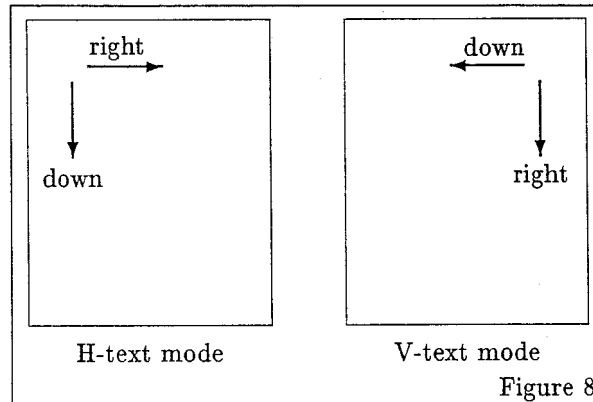 right
down
down
right
H-text mode
V-text mode
Figure 8